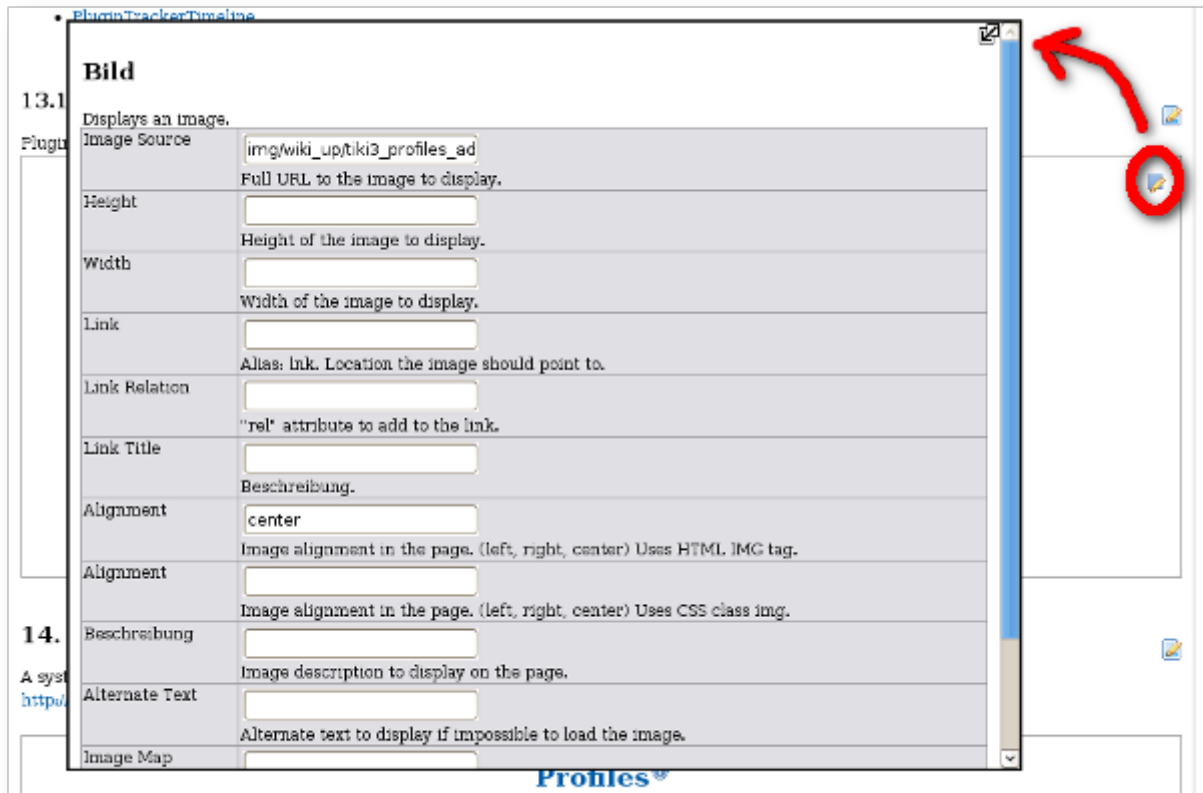 PluginTrackerTimeline
Bild
13.1
Displays an image.
Plugin
Image Source
img/wiki_up/tiki3_profiles_ad
Full URL to the image to display.
Height
Height of the image to display.
Width
Width of the image to display.
Link
Alias: lnk. Location the image should point to.
Link Relation
"rel" attribute to add to the link.
Link Title
Beschreibung.
Alignment
center
Image alignment in the page. (left, right, center) Uses HTML IMG tag.
Alignment
Image alignment in the page. (left, right, center) Uses CSS class img.
14.
Beschreibung
Image description to display on the page.
A syst
http:/
Alternate Text
Alternate text to display if impossible to load the image.
Image Map
Profiles®